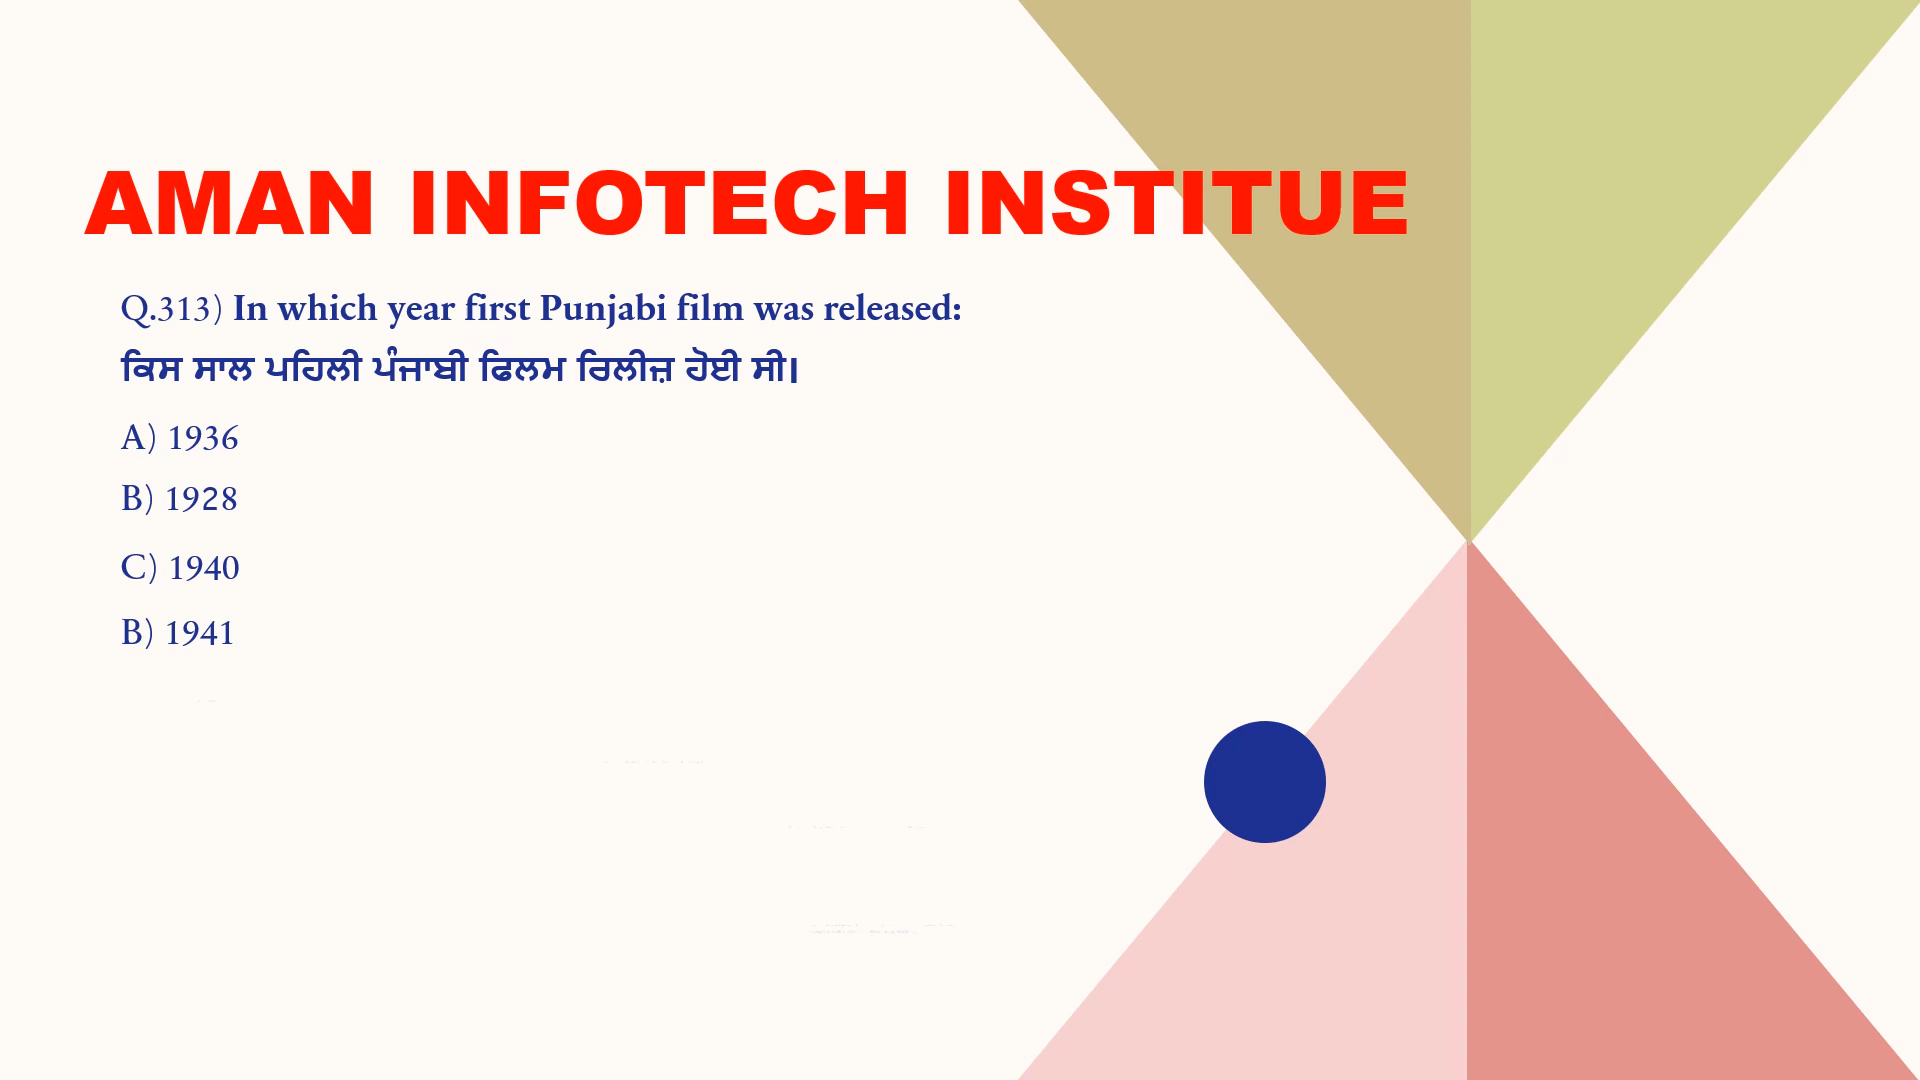 AMAN INFOTECH INSTITUE
Q.313) In which year first Punjabi film was released:
ਕਿਸ ਸਾਲ ਪਹਿਲੀ ਪੰਜਾਬੀ ਫਿਲਮ ਰਿਲੀਜ਼ ਹੋਈ ਸੀ।
A) 1936
B) 1928
C) 1940
B) 1941